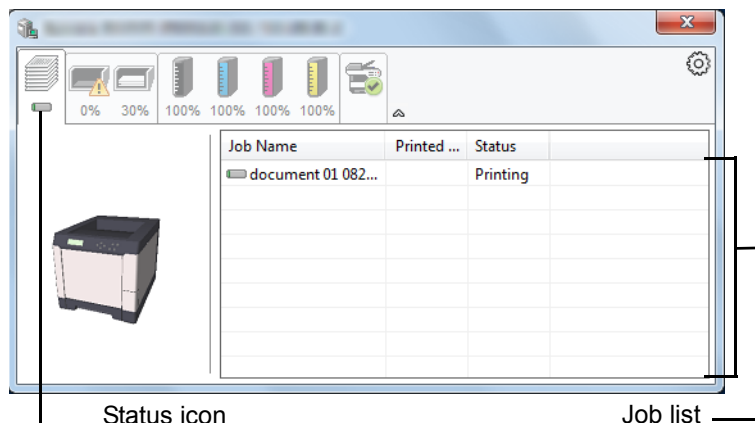 x
0% 30% 100% 100% 100% 100%
Job Name Printed ... Status
document 01 082... Printing
Status icon Job list